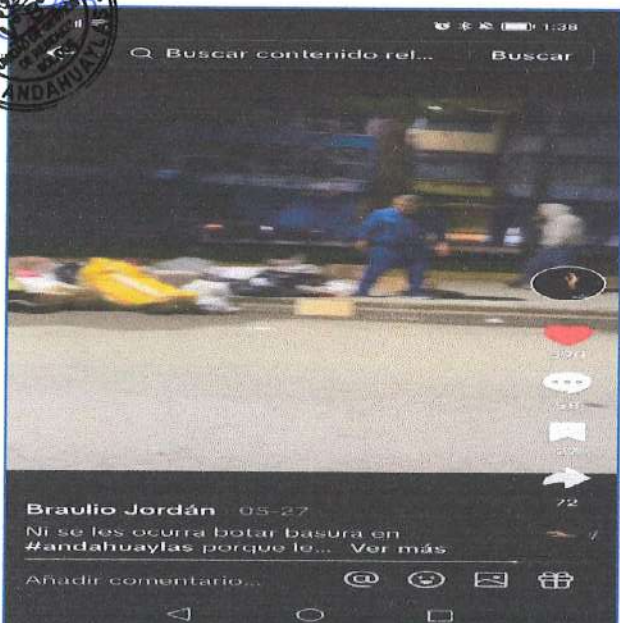 ANDAHUAYLAS
1:38
Buscar contenido rel... Buscar
72
Braulio Jordán 05-27
Ni se les ocurra botar basura en
#andahuaylas porque le... Ver más
Añadir comentario...
@